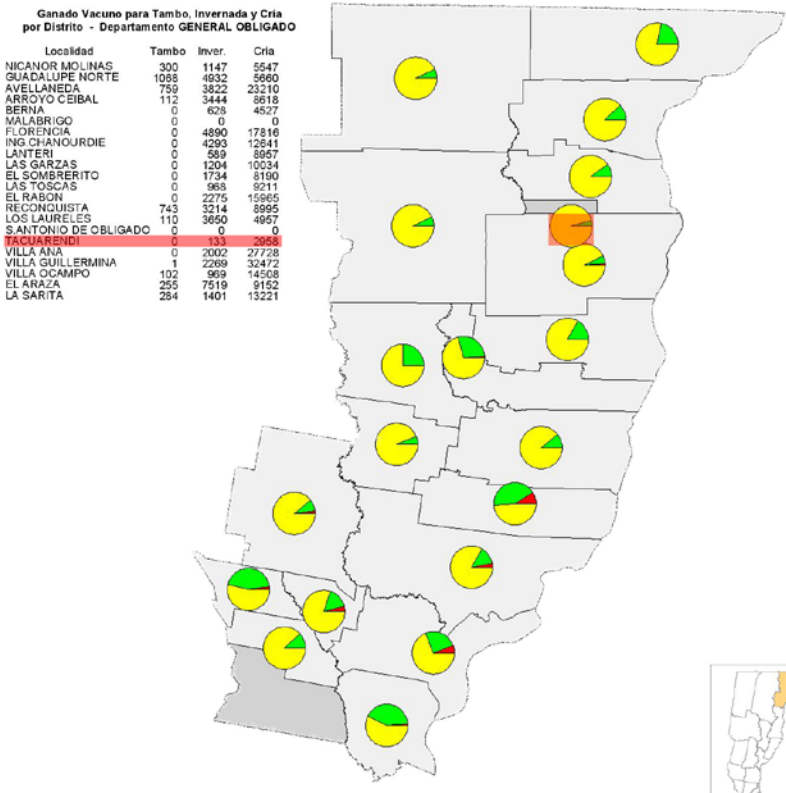 Ganado Vacuno para Tambo, Invernada y Cría
por Distrito - Departamento GENERAL OBLIGADO
Localidad Tambo Inver. Cria
NICANOR MOLINAS 300 1147 5547
GUADALUPE NORTE 1068 4932 5660
AVELLANEDA 759 3822 23210
ARROYO CEIBAL 112 3444 8618
BERNA 0 628 4527
MALABRIGO 0 0 0
FLORENCIA 0 4890 17816
ING.CHANOURDIE 0 4293 12641
LANTERI 0 589 8957
LAS GARZAS 0 1204 10034
EL SOMBRERITO 0 1734 8190
LAS TOSCAS 0 968 9211
EL RABON 0 2275 15965
RECONQUISTA 743 3214 8995
LOS LAURELES 110 3650 4957
S.ANTONIO DE OBLIGADO 0 0 0
TACUARENDI 0 133 2958
VILLA ANA 0 2002 27728
VILLA GUILLERMINA 1 2269 32472
VILLA OCAMPO 102 969 14508
EL ARAZA 255 7519 9152
LA SARITA 284 1401 13221